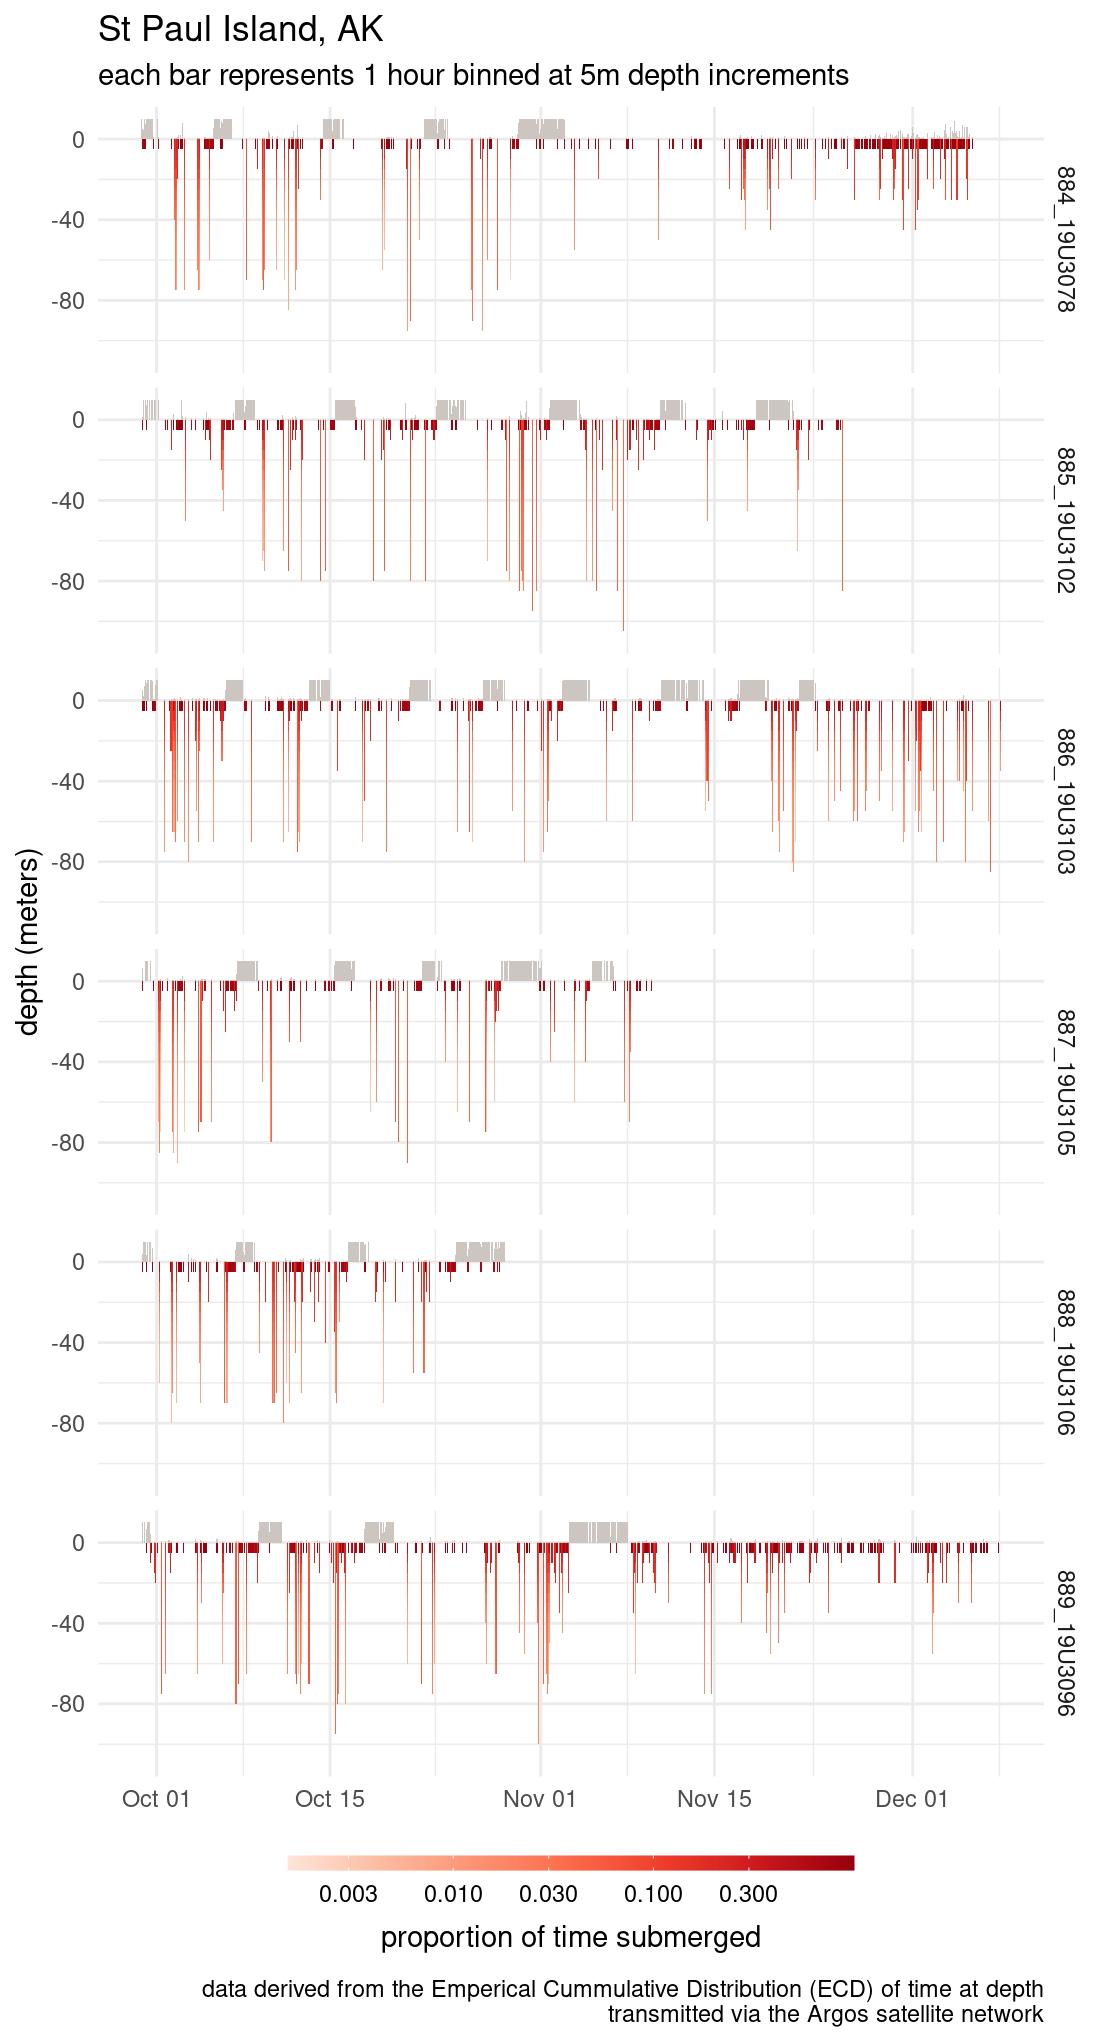 St Paul Island, AK
each bar represents 1 hour binned at 5m depth increments
0
-40
-80
884_19U3078
0
-40
-80
885_19U3102
0
-40
-80
886_19U3103
depth (meters)
0
-40
-80
887_19U3105
0
-40
-80
888_19U3106
0
-40
-80
889_19U3096
Oct 01 Oct 15 Nov 01 Nov 15 Dec 01
0.003 0.010 0.030 0.100 0.300
proportion of time submerged
data derived from the Emperical Cummulative Distribution (ECD) of time at depth
transmitted via the Argos satellite network